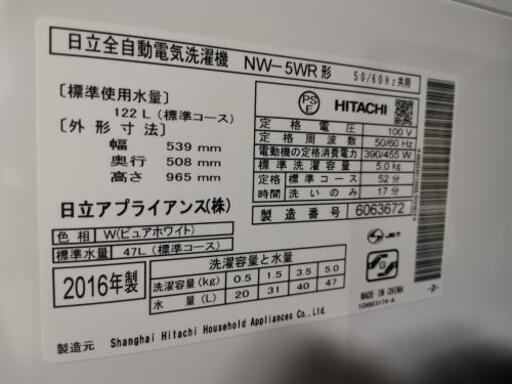 日立全自動電気洗濯機 NW-5WR 形 50/60Hz共用
〔標準使用水量〕
122 L (標準コース)
〔外形寸法〕
幅 539 mm
奥行 508 mm
高さ 965 mm
日立アプライアンス(株)
色相 W(ピュアホワイト)
標準水量 47L (標準コース)
PS
E
HITACHI
定格電圧 100 V
定格周波数 50/60 Hz
電動機の定格消費電力 390/455 W
標準洗濯容量 5.0kg
定格時間 標準コース 52分
洗いのみ 17分
製造番号 6063672
JET
G
MADE IN CHINA
2016年製
洗濯容量と水量
洗濯容量(kg) 0.5 1.5 3.5 5.0
水量(L) 20 31 40 47
製造元 Shanghai Hitachi Household Appliances Co., Ltd.